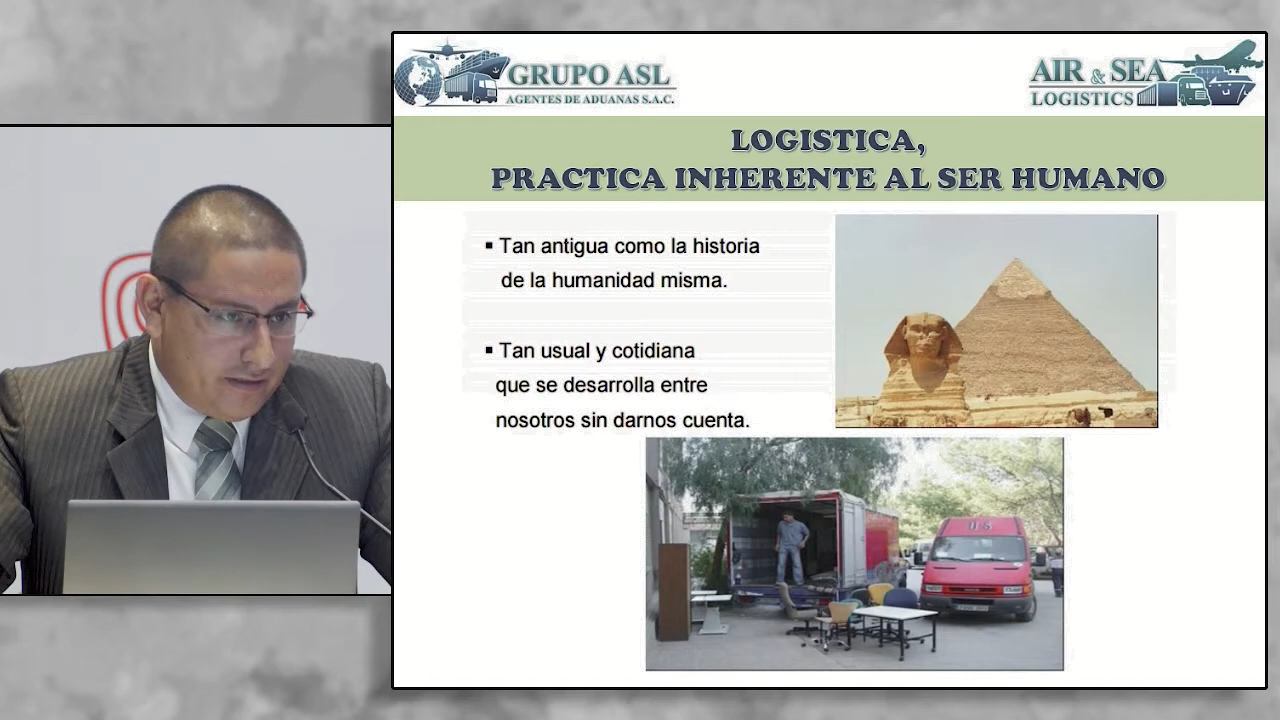 GRUPO ASL
AGENTES DE ADUANAS S.A.C.
AIR & SEA
LOGISTICS
LOGISTICA,
PRACTICA INHERENTE AL SER HUMANO
▪ Tan antigua como la historia
de la humanidad misma.
▪ Tan usual y cotidiana
que se desarrolla entre
nosotros sin darnos cuenta.